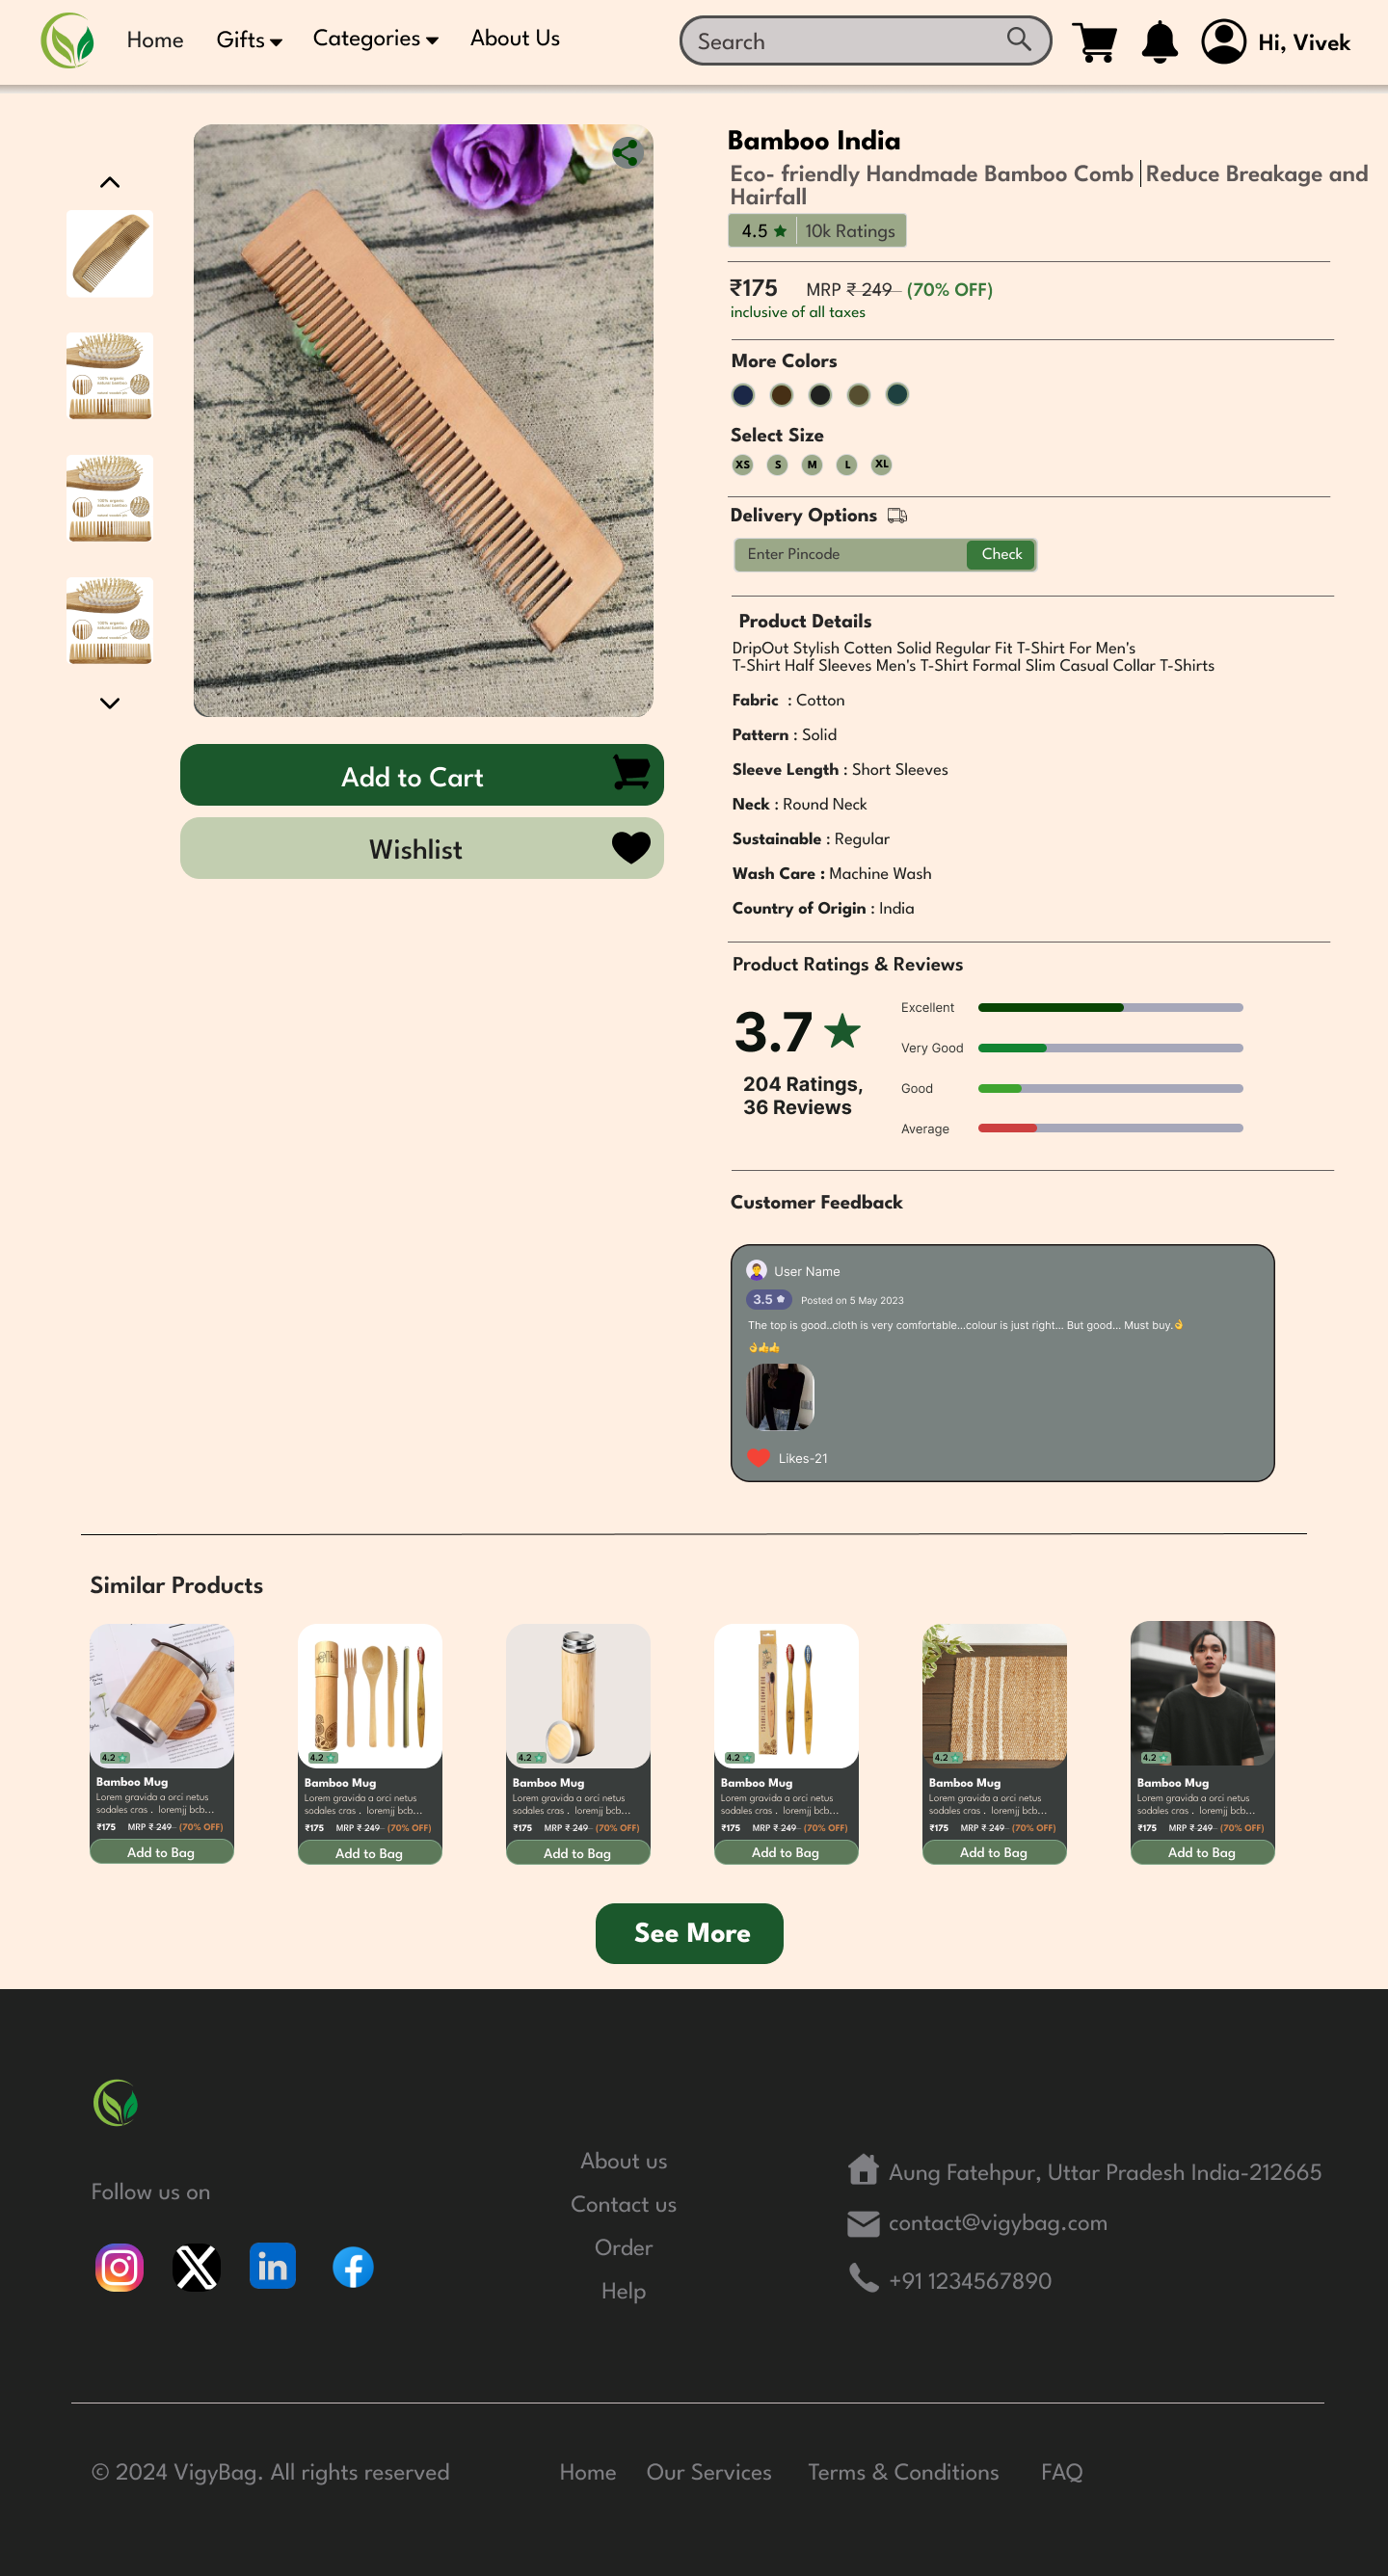 Home
Gifts
Categories
About Us
Search
Hi, Vivek
Bamboo India
Eco- friendly Handmade Bamboo Comb | Reduce Breakage and
Hairfall
4.5
10k Ratings
₹175 MRP ₹ 249 (70% OFF)
inclusive of all taxes
More Colors
Select Size
XS S M L XL
Delivery Options
Enter Pincode
Check
Product Details
DripOut Stylish Cotten Solid Regular Fit T-Shirt For Men's
T-Shirt Half Sleeves Men's T-Shirt Formal Slim Casual Collar T-Shirts
Fabric : Cotton
Pattern : Solid
Sleeve Length : Short Sleeves
Neck : Round Neck
Sustainable : Regular
Wash Care : Machine Wash
Country of Origin : India
Add to Cart
Wishlist
Product Ratings & Reviews
3.7
204 Ratings,
36 Reviews
Excellent
Very Good
Good
Average
Customer Feedback
User Name
3.5
Posted on 5 May 2023
The top is good..cloth is very comfortable...colour is just right... But good... Must buy.👌
👌👍👍
Likes-21
Similar Products
4.2
Bamboo Mug
Lorem gravida a orci netus
sodales cras . loremjj bcb...
₹175 MRP ₹ 249 (70% OFF)
Add to Bag
4.2
Bamboo Mug
Lorem gravida a orci netus
sodales cras . loremjj bcb...
₹175 MRP ₹ 249 (70% OFF)
Add to Bag
4.2
Bamboo Mug
Lorem gravida a orci netus
sodales cras . loremjj bcb...
₹175 MRP ₹ 249 (70% OFF)
Add to Bag
4.2
Bamboo Mug
Lorem gravida a orci netus
sodales cras . loremjj bcb...
₹175 MRP ₹ 249 (70% OFF)
Add to Bag
4.2
Bamboo Mug
Lorem gravida a orci netus
sodales cras . loremjj bcb...
₹175 MRP ₹ 249 (70% OFF)
Add to Bag
4.2
Bamboo Mug
Lorem gravida a orci netus
sodales cras . loremjj bcb...
₹175 MRP ₹ 249 (70% OFF)
Add to Bag
See More
Follow us on
About us
Contact us
Order
Help
Aung Fatehpur, Uttar Pradesh India-212665
contact@vigybag.com
+91 1234567890
© 2024 VigyBag. All rights reserved
Home
Our Services
Terms & Conditions
FAQ